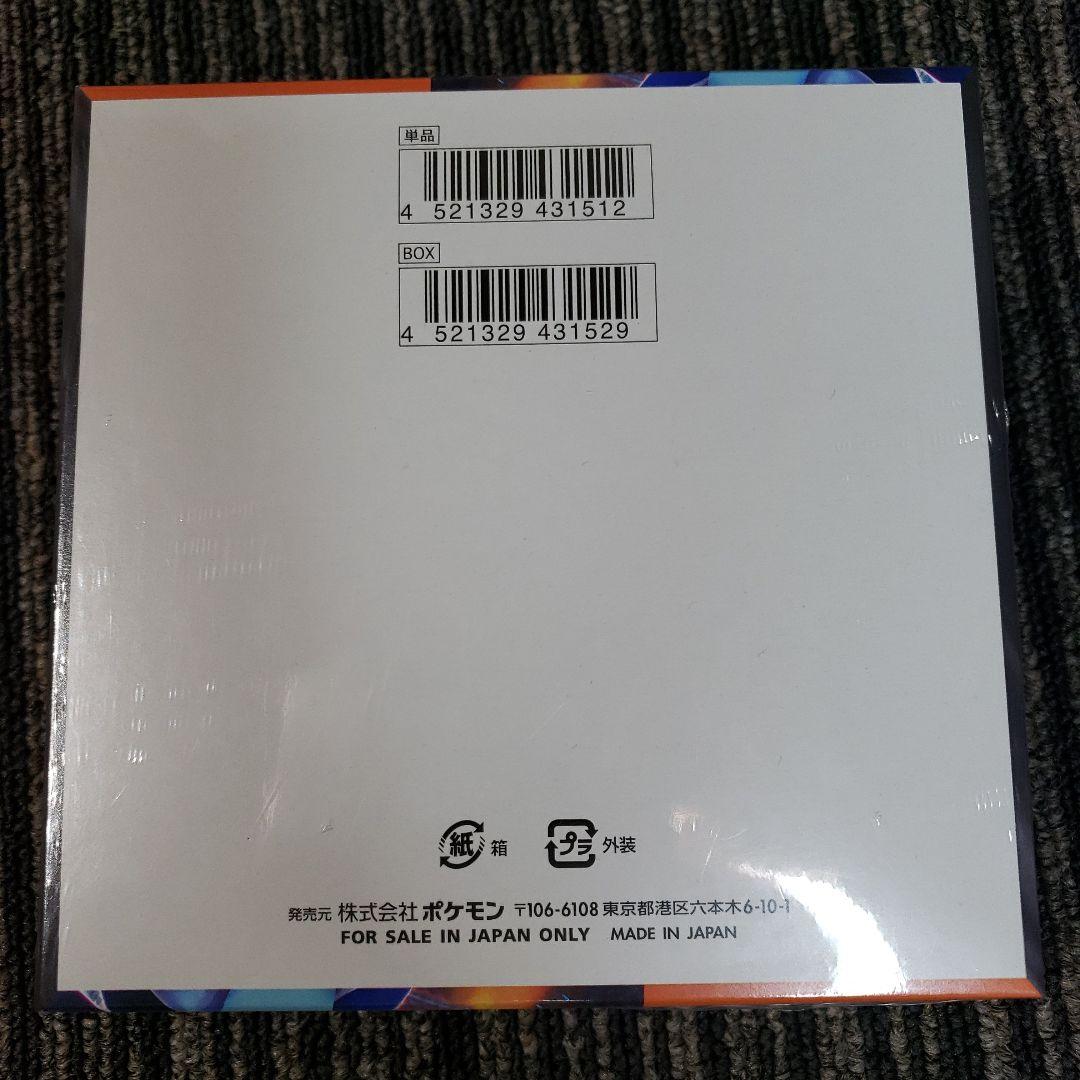 単品
4 521329 431512
BOX
4 521329 431529
紙 箱 プラ 外装
発売元 株式会社 ポケモン 〒106-6108 東京都港区六本木6-10-1
FOR SALE IN JAPAN ONLY MADE IN JAPAN